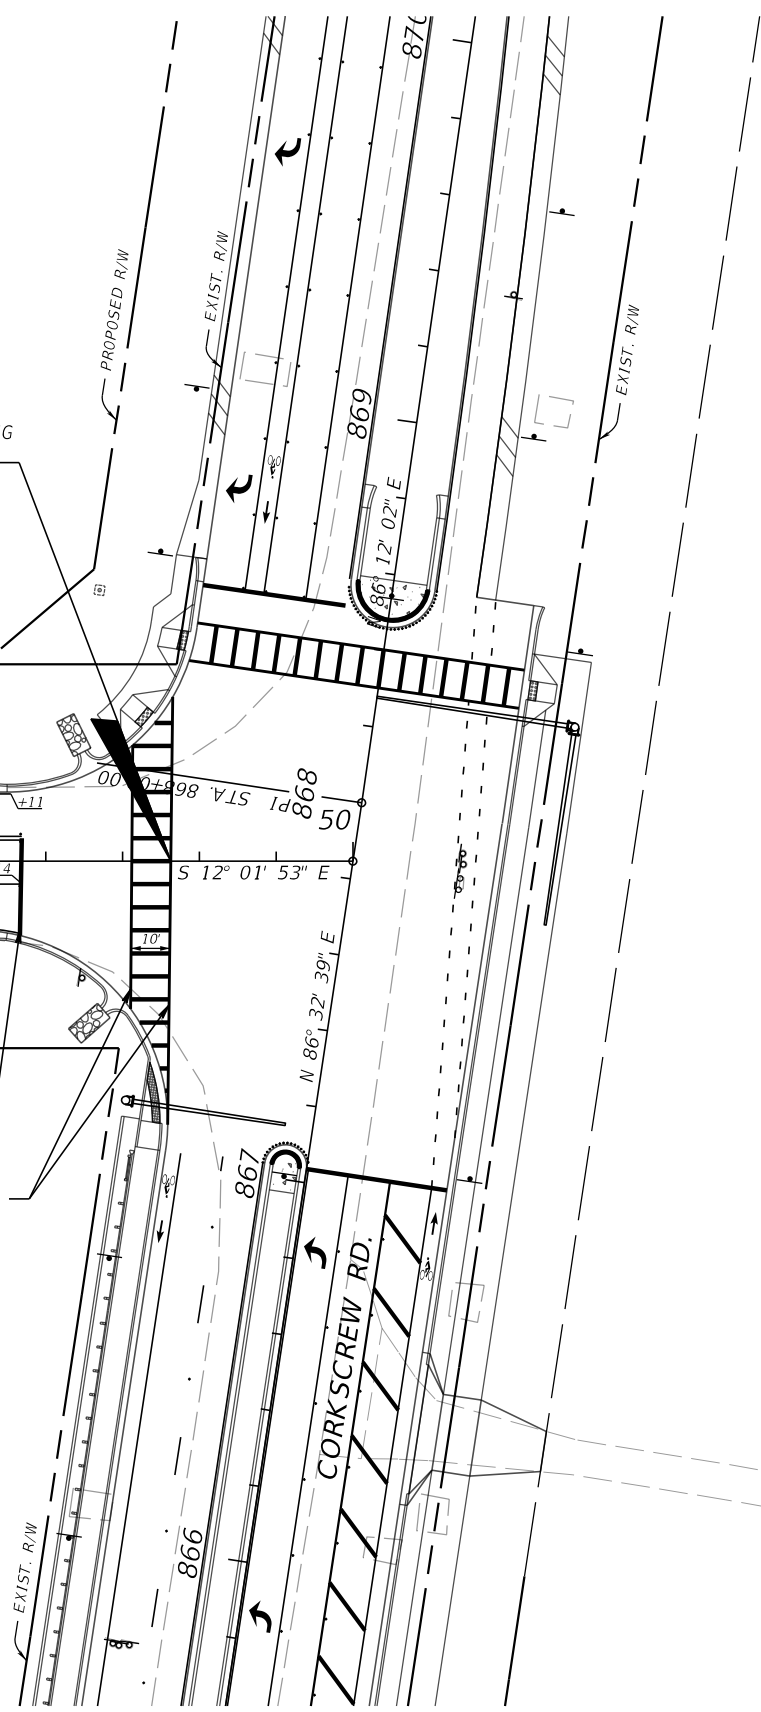 870
PROPOSED R/W
EXIST. R/W
EXIST. R/W
869
G
86° 12' 02" E
PI STA. 868+0 00
868
50
+11
4
S 12° 01' 53" E
10'
N 86° 32' 39" E
867
CORKSCREW RD.
866
EXIST. R/W